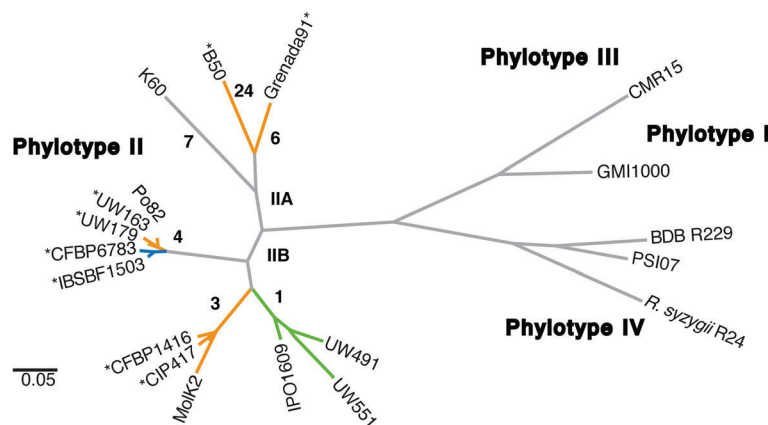 Phylotype III
Phylotype I
Phylotype II
Phylotype IV
*B50
24
Grenada91*
6
K60
7
IIA
IIB
CMR15
GMI1000
BDB R229
PSI07
R. syzygii R24
Po82
*UW163
*UW179
*CFBP6783
*IBSBF1503
4
3
1
*CFBP1416
*CIP417
MolK2
IPO1609
UW491
UW551
0.05